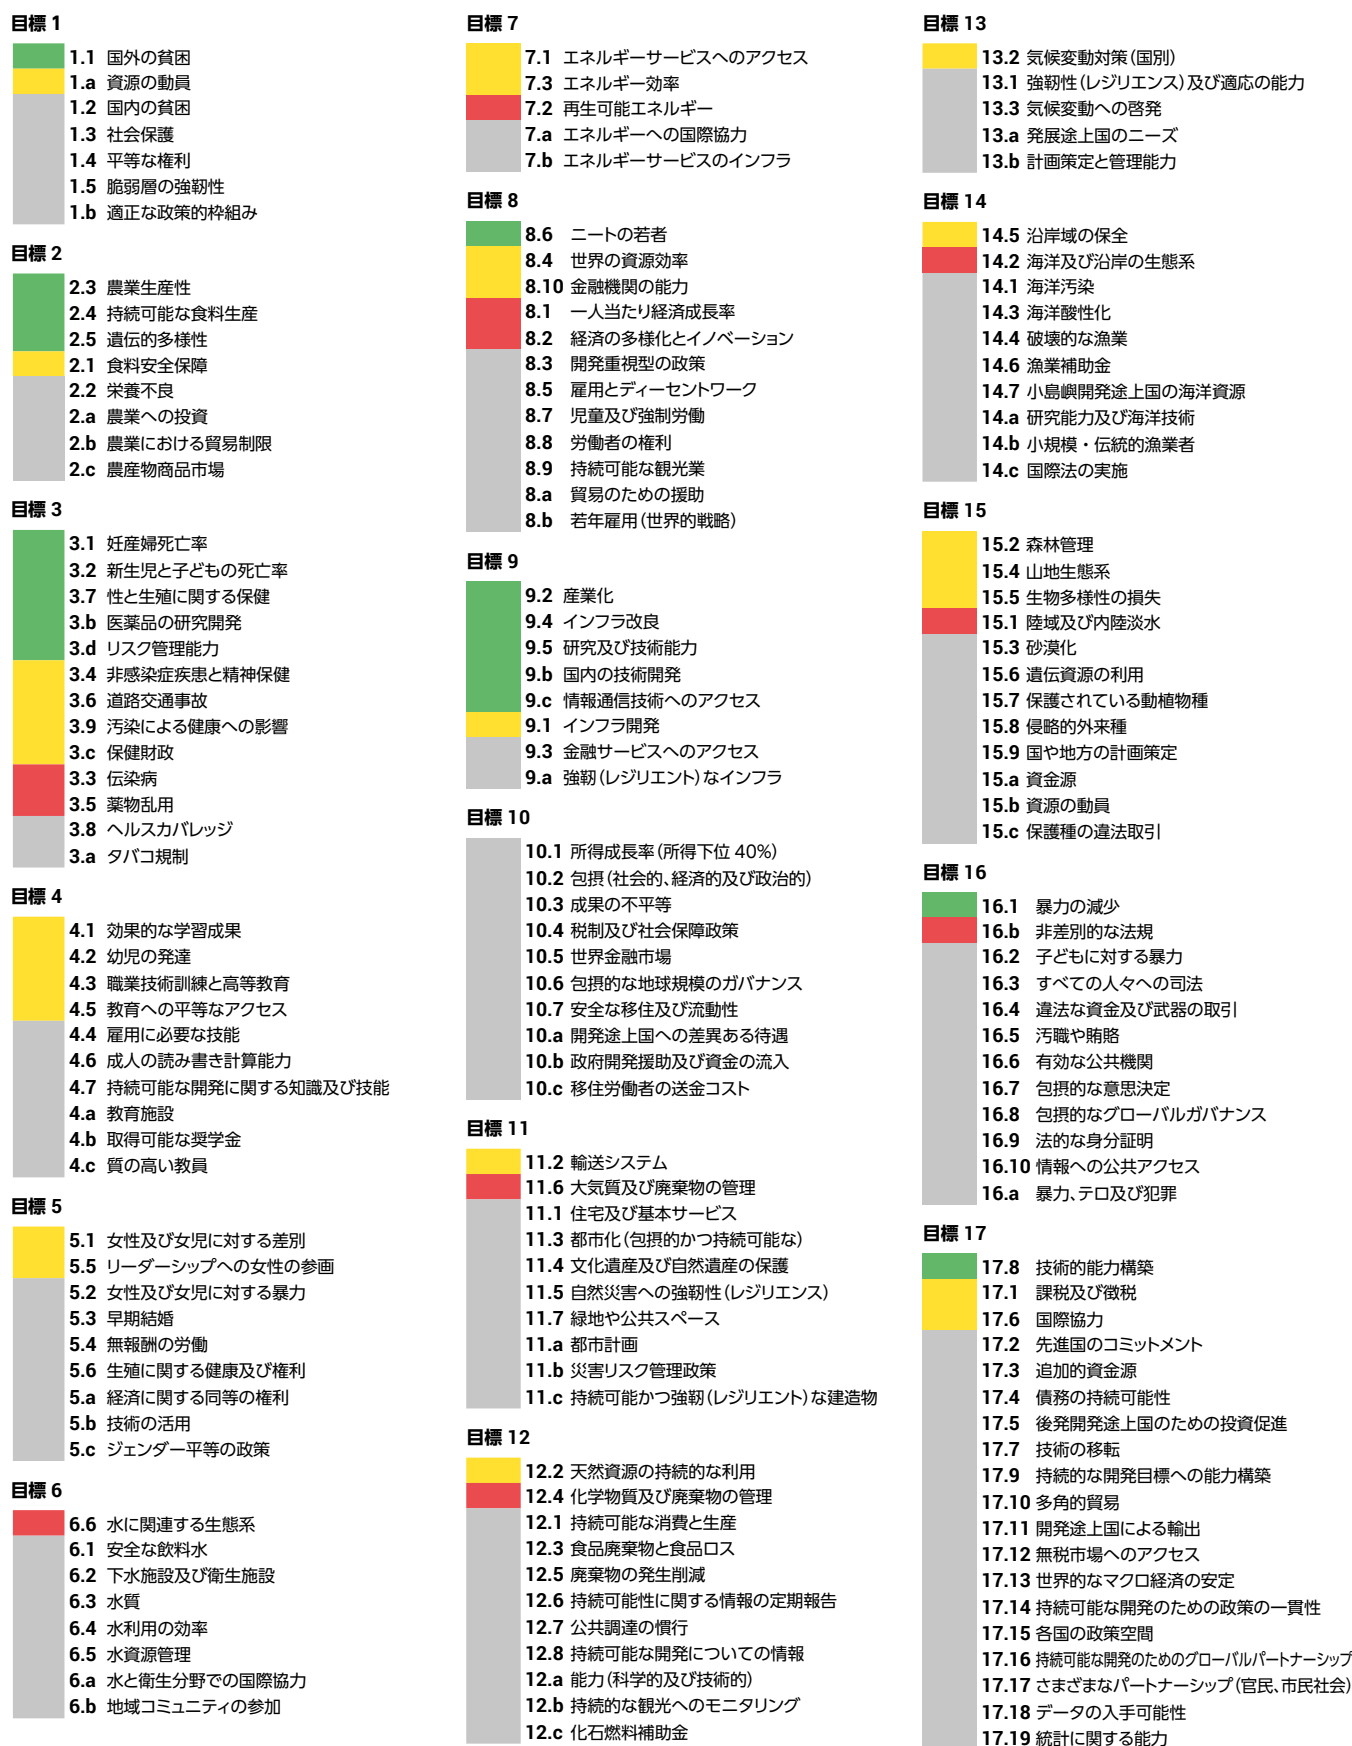 目標 1
1.1 国外の貧困
1.a 資源の動員
1.2 国内の貧困
1.3 社会保護
1.4 平等な権利
1.5 脆弱層の強靭性
1.b 適正な政策的枠組み
目標 2
2.3 農業生産性
2.4 持続可能な食料生産
2.5 遺伝的多様性
2.1 食料安全保障
2.2 栄養不良
2.a 農業への投資
2.b 農業における貿易制限
2.c 農産物商品市場
目標 3
3.1 妊産婦死亡率
3.2 新生児と子どもの死亡率
3.7 性と生殖に関する保健
3.b 医薬品の研究開発
3.d リスク管理能力
3.4 非感染症疾患と精神保健
3.6 道路交通事故
3.9 汚染による健康への影響
3.c 保健財政
3.3 伝染病
3.5 薬物乱用
3.8 ヘルスカバレッジ
3.a タバコ規制
目標 4
4.1 効果的な学習成果
4.2 幼児の発達
4.3 職業技術訓練と高等教育
4.5 教育への平等なアクセス
4.4 雇用に必要な技能
4.6 成人の読み書き計算能力
4.7 持続可能な開発に関する知識及び技能
4.a 教育施設
4.b 取得可能な奨学金
4.c 質の高い教員
目標 5
5.1 女性及び女児に対する差別
5.5 リーダーシップへの女性の参画
5.2 女性及び女児に対する暴力
5.3 早期結婚
5.4 無報酬の労働
5.6 生殖に関する健康及び権利
5.a 経済に関する同等の権利
5.b 技術の活用
5.c ジェンダー平等の政策
目標 6
6.6 水に関連する生態系
6.1 安全な飲料水
6.2 下水施設及び衛生施設
6.3 水質
6.4 水利用の効率
6.5 水資源管理
6.a 水と衛生分野での国際協力
6.b 地域コミュニティの参加
目標 7
7.1 エネルギーサービスへのアクセス
7.3 エネルギー効率
7.2 再生可能エネルギー
7.a エネルギーへの国際協力
7.b エネルギーサービスのインフラ
目標 8
8.6 ニートの若者
8.4 世界の資源効率
8.10 金融機関の能力
8.1 一人当たり経済成長率
8.2 経済の多様化とイノベーション
8.3 開発重視型の政策
8.5 雇用とディーセントワーク
8.7 児童及び強制労働
8.8 労働者の権利
8.9 持続可能な観光業
8.a 貿易のための援助
8.b 若年雇用(世界的戦略)
目標 9
9.2 産業化
9.4 インフラ改良
9.5 研究及び技術能力
9.b 国内の技術開発
9.c 情報通信技術へのアクセス
9.1 インフラ開発
9.3 金融サービスへのアクセス
9.a 強靭(レジリエント)なインフラ
目標 10
10.1 所得成長率(所得下位 40%)
10.2 包摂(社会的、経済的及び政治的)
10.3 成果の不平等
10.4 税制及び社会保障政策
10.5 世界金融市場
10.6 包摂的な地球規模のガバナンス
10.7 安全な移住及び流動性
10.a 開発途上国への差異ある待遇
10.b 政府開発援助及び資金の流入
10.c 移住労働者の送金コスト
目標 11
11.2 輸送システム
11.6 大気質及び廃棄物の管理
11.1 住宅及び基本サービス
11.3 都市化(包摂的かつ持続可能な)
11.4 文化遺産及び自然遺産の保護
11.5 自然災害への強靭性(レジリエンス)
11.7 緑地や公共スペース
11.a 都市計画
11.b 災害リスク管理政策
11.c 持続可能かつ強靭(レジリエント)な建造物
目標 12
12.2 天然資源の持続的な利用
12.4 化学物質及び廃棄物の管理
12.1 持続可能な消費と生産
12.3 食品廃棄物と食品ロス
12.5 廃棄物の発生削減
12.6 持続可能性に関する情報の定期報告
12.7 公共調達の慣行
12.8 持続可能な開発についての情報
12.a 能力(科学的及び技術的)
12.b 持続的な観光へのモニタリング
12.c 化石燃料補助金
目標 13
13.2 気候変動対策(国別)
13.1 強靭性(レジリエンス)及び適応の能力
13.3 気候変動への啓発
13.a 発展途上国のニーズ
13.b 計画策定と管理能力
目標 14
14.5 沿岸域の保全
14.2 海洋及び沿岸の生態系
14.1 海洋汚染
14.3 海洋酸性化
14.4 破壊的な漁業
14.6 漁業補助金
14.7 小島嶼開発途上国の海洋資源
14.a 研究能力及び海洋技術
14.b 小規模・伝統的漁業者
14.c 国際法の実施
目標 15
15.2 森林管理
15.4 山地生態系
15.5 生物多様性の損失
15.1 陸域及び内陸淡水
15.3 砂漠化
15.6 遺伝資源の利用
15.7 保護されている動植物種
15.8 侵略的外来種
15.9 国や地方の計画策定
15.a 資金源
15.b 資源の動員
15.c 保護種の違法取引
目標 16
16.1 暴力の減少
16.b 非差別的な法規
16.2 子どもに対する暴力
16.3 すべての人々への司法
16.4 違法な資金及び武器の取引
16.5 汚職や賄賂
16.6 有効な公共機関
16.7 包摂的な意思決定
16.8 包摂的なグローバルガバナンス
16.9 法的な身分証明
16.10 情報への公共アクセス
16.a 暴力、テロ及び犯罪
目標 17
17.8 技術的能力構築
17.1 課税及び徴税
17.6 国際協力
17.2 先進国のコミットメント
17.3 追加的資金源
17.4 債務の持続可能性
17.5 後発開発途上国のための投資促進
17.7 技術の移転
17.9 持続的な開発目標への能力構築
17.10 多角的貿易
17.11 開発途上国による輸出
17.12 無税市場へのアクセス
17.13 世界的なマクロ経済の安定
17.14 持続可能な開発のための政策の一貫性
17.15 各国の政策空間
17.16 持続可能な開発のためのグローバルパートナーシップ
17.17 さまざまなパートナーシップ(官民、市民社会)
17.18 データの入手可能性
17.19 統計に関する能力